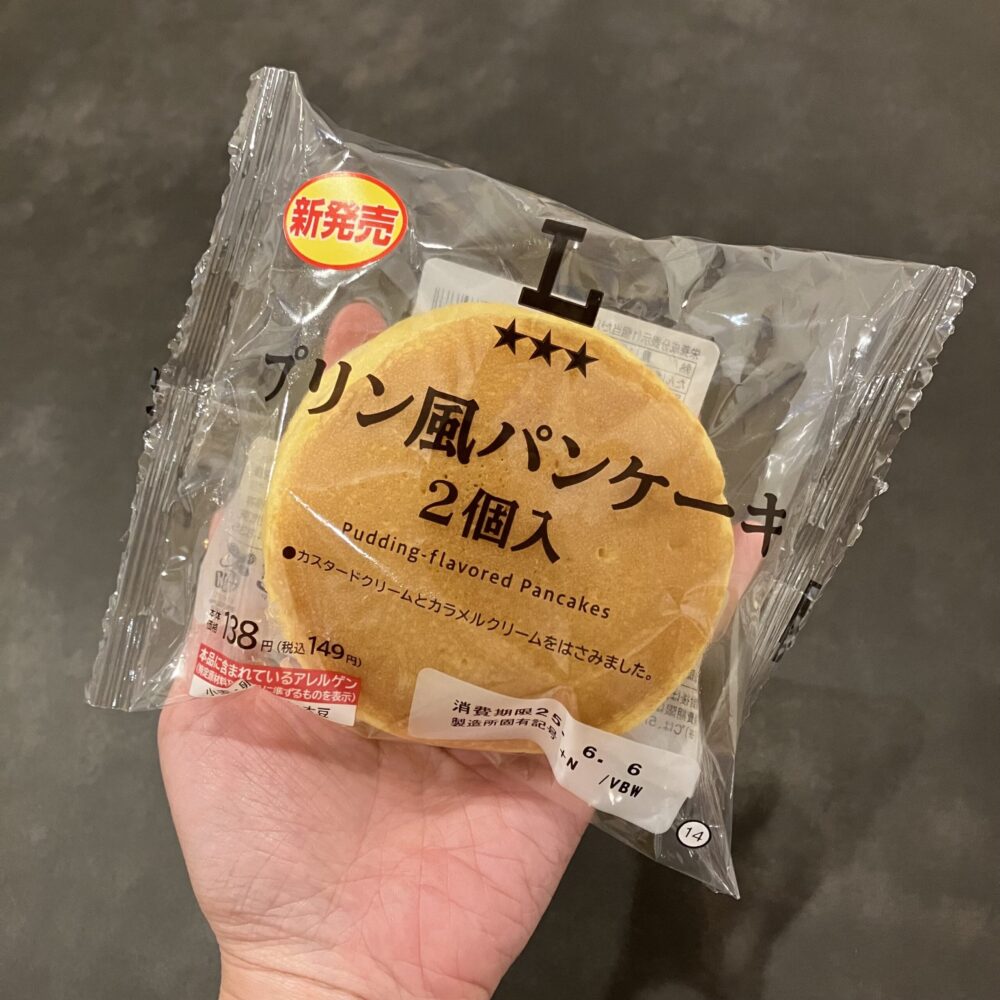 新発売
L
★★★
プリン風パンケーキ
2個入
Pudding-flavored Pancakes
●カスタードクリームとカラメルクリームをはさみました。
本体価格 138円(税込149円)
本品に含まれているアレルゲン
消費期限25. 6. 6
製造所固有記号 +N /VBW
14